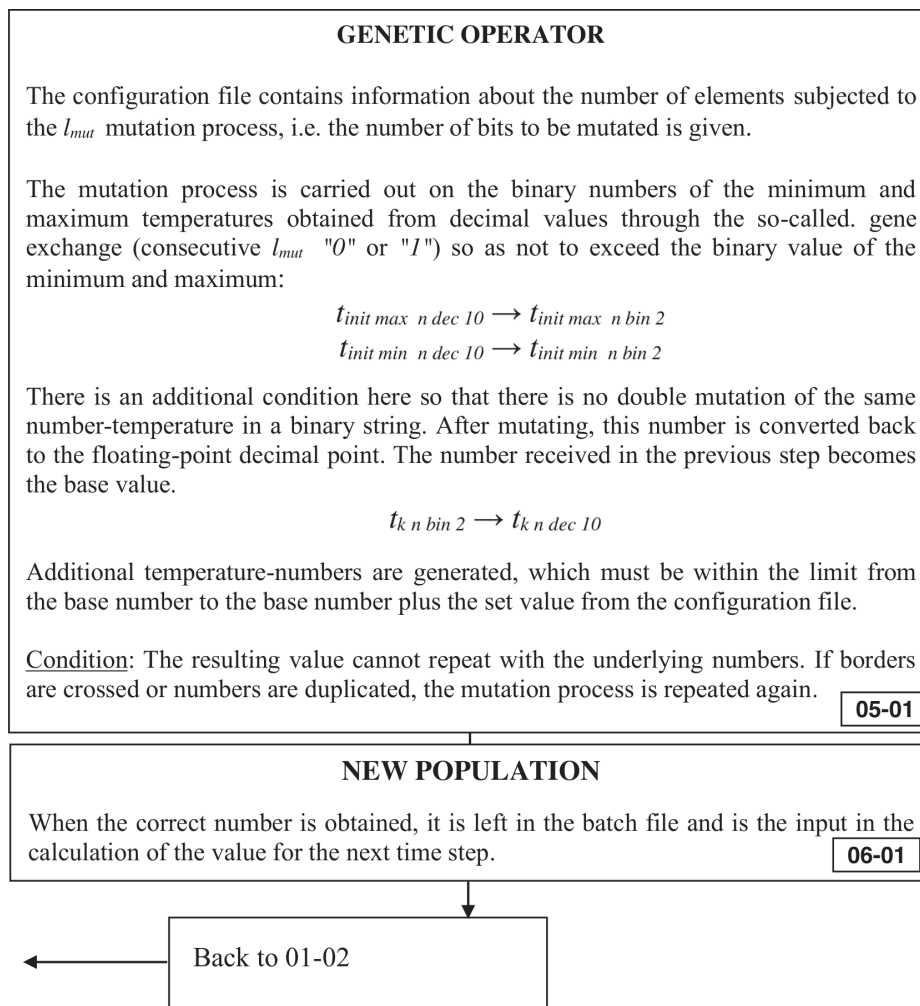 GENETIC OPERATOR
The configuration file contains information about the number of elements subjected to
the l_mut mutation process, i.e. the number of bits to be mutated is given.
The mutation process is carried out on the binary numbers of the minimum and
maximum temperatures obtained from decimal values through the so-called. gene
exchange (consecutive l_mut "0" or "1") so as not to exceed the binary value of the
minimum and maximum:
t_init max n dec 10 → t_init max n bin 2
t_init min n dec 10 → t_init min n bin 2
There is an additional condition here so that there is no double mutation of the same
number-temperature in a binary string. After mutating, this number is converted back
to the floating-point decimal point. The number received in the previous step becomes
the base value.
t_k n bin 2 → t_k n dec 10
Additional temperature-numbers are generated, which must be within the limit from
the base number to the base number plus the set value from the configuration file.
Condition: The resulting value cannot repeat with the underlying numbers. If borders
are crossed or numbers are duplicated, the mutation process is repeated again.
05-01
NEW POPULATION
When the correct number is obtained, it is left in the batch file and is the input in the
calculation of the value for the next time step.
06-01
Back to 01-02